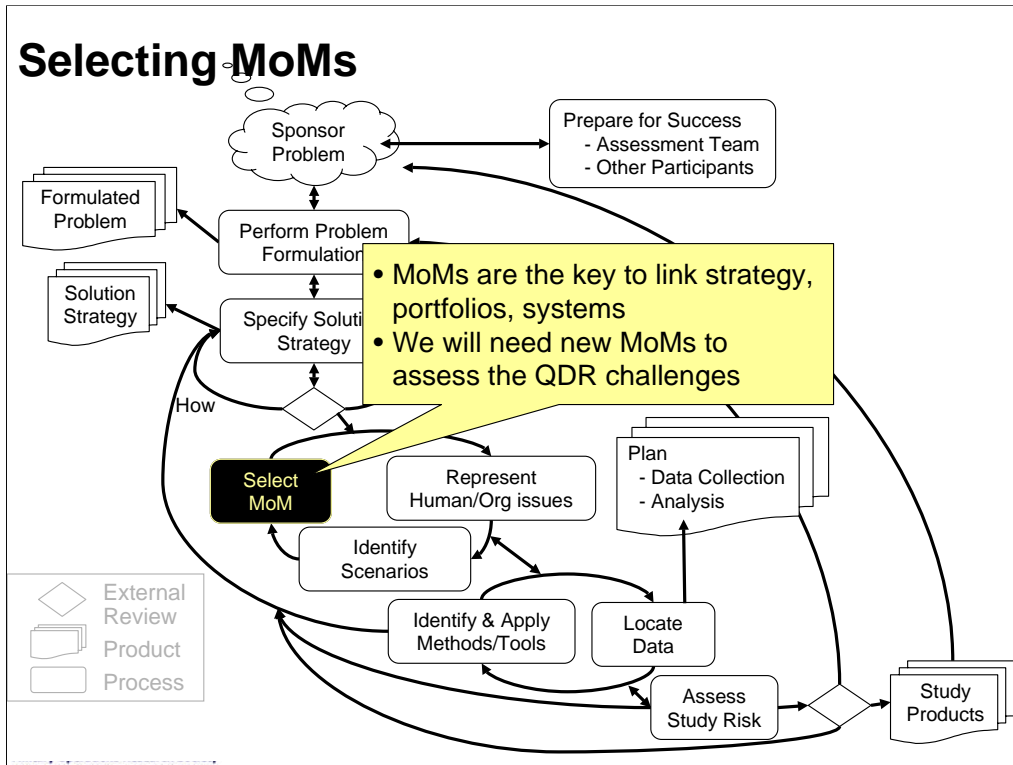 Selecting MoMs
Sponsor
Problem
Prepare for Success
- Assessment Team
- Other Participants
Formulated
Problem
Perform Problem
Formulation
• MoMs are the key to link strategy,
portfolios, systems
• We will need new MoMs to
assess the QDR challenges
Solution
Strategy
Specify Soluti
Strategy
How
Select
MoM
Represent
Human/Org issues
Plan
- Data Collection
- Analysis
Identify
Scenarios
External
Review
Product
Process
Identify & Apply
Methods/Tools
Locate
Data
Assess
Study Risk
Study
Products